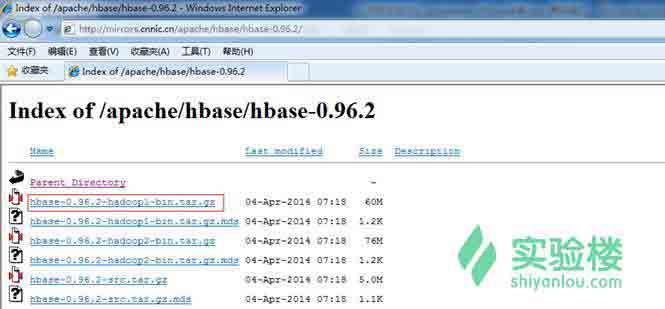 Index of /apache/hbase/hbase-0.96.2 - Windows Internet Explorer
http://mirrors.cnnic.cn/apache/hbase/hbase-0.96.2/
文件(F) 编辑(E) 查看(V) 收藏夹(A) 工具(T) 帮助(H)
收藏夹 Index of /apache/hbase/hbase-0.96.2
Index of /apache/hbase/hbase-0.96.2
Name Last modified Size Description
Parent Directory -
hbase-0.96.2-hadoop1-bin.tar.gz 04-Apr-2014 07:18 60M
hbase-0.96.2-hadoop1-bin.tar.gz.mds 04-Apr-2014 07:18 1.2K
hbase-0.96.2-hadoop2-bin.tar.gz 04-Apr-2014 07:18 76M
hbase-0.96.2-hadoop2-bin.tar.gz.mds 04-Apr-2014 07:18 1.2K
hbase-0.96.2-src.tar.gz 04-Apr-2014 07:18 5.0M
hbase-0.96.2-src.tar.gz.mds 04-Apr-2014 07:18 1.1K
实验楼
shiyanlou.com